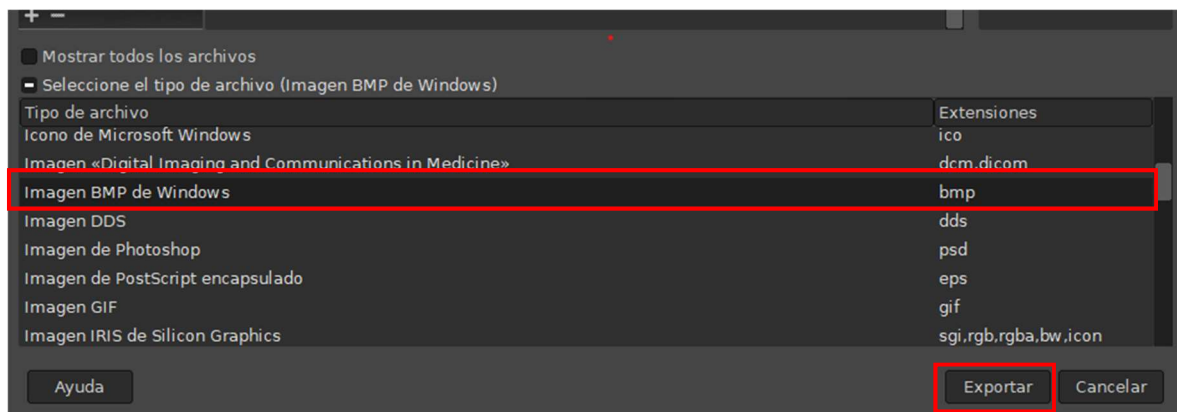 + −
Mostrar todos los archivos
Seleccione el tipo de archivo (Imagen BMP de Windows)
Tipo de archivo Extensiones
Icono de Microsoft Windows ico
Imagen «Digital Imaging and Communications in Medicine» dcm,dicom
Imagen BMP de Windows bmp
Imagen DDS dds
Imagen de Photoshop psd
Imagen de PostScript encapsulado eps
Imagen GIF gif
Imagen IRIS de Silicon Graphics sgi,rgb,rgba,bw,icon
Ayuda Exportar Cancelar